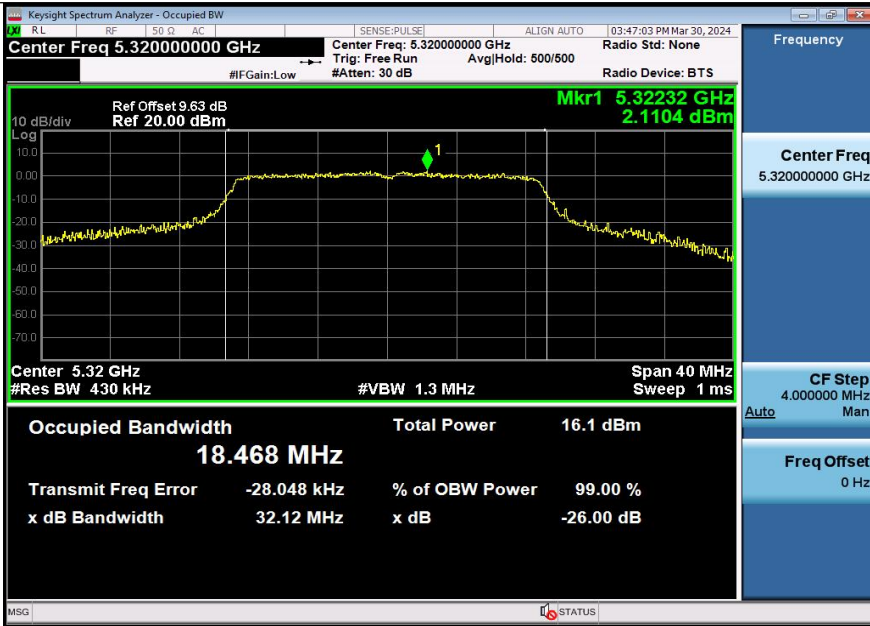 Keysight Spectrum Analyzer - Occupied BW
LXI RL RF 50 Ω AC SENSE:PULSE ALIGN AUTO 03:47:03 PM Mar 30, 2024
Center Freq 5.320000000 GHz
Center Freq: 5.320000000 GHz
Radio Std: None
Trig: Free Run Avg|Hold: 500/500
#IFGain:Low #Atten: 30 dB Radio Device: BTS
Frequency
Ref Offset 9.63 dB
Mkr1 5.32232 GHz
10 dB/div Ref 20.00 dBm 2.1104 dBm
Log
10.0
0.00
-10.0
-20.0
-30.0
-40.0
-50.0
-60.0
-70.0
1
Center 5.32 GHz Span 40 MHz
#Res BW 430 kHz #VBW 1.3 MHz Sweep 1 ms
Occupied Bandwidth Total Power 16.1 dBm
18.468 MHz
Transmit Freq Error -28.048 kHz % of OBW Power 99.00 %
x dB Bandwidth 32.12 MHz x dB -26.00 dB
Center Freq
5.320000000 GHz
CF Step
4.000000 MHz
Auto Man
Freq Offset
0 Hz
MSG STATUS